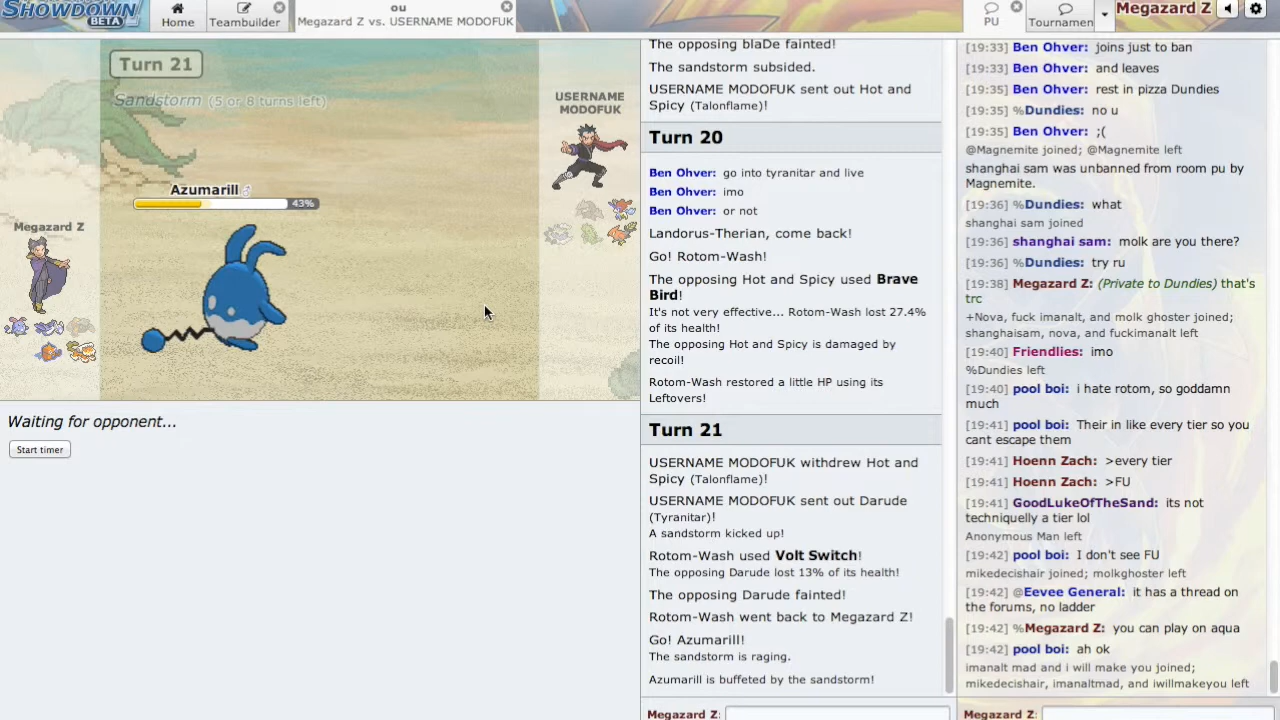 SHOWDOWN
BETA
Home
Teambuilder
ou
Megazard Z vs. USERNAME MODOFUK
PU
Tournamen
Megazard Z
Turn 21
Sandstorm (5 or 8 turns left)
USERNAME
MODOFUK
Azumarill
43%
Megazard Z
Waiting for opponent...
Start timer
The opposing blaDe fainted!
The sandstorm subsided.
USERNAME MODOFUK sent out Hot and
Spicy (Talonflame)!
Turn 20
Ben Ohver: go into tyranitar and live
Ben Ohver: imo
Ben Ohver: or not
Landorus-Therian, come back!
Go! Rotom-Wash!
The opposing Hot and Spicy used Brave
Bird!
It's not very effective... Rotom-Wash lost 27.4%
of its health!
The opposing Hot and Spicy is damaged by
recoil!
Rotom-Wash restored a little HP using its
Leftovers!
Turn 21
USERNAME MODOFUK withdrew Hot and
Spicy (Talonflame)!
USERNAME MODOFUK sent out Darude
(Tyranitar)!
A sandstorm kicked up!
Rotom-Wash used Volt Switch!
The opposing Darude lost 13% of its health!
The opposing Darude fainted!
Rotom-Wash went back to Megazard Z!
Go! Azumarill!
The sandstorm is raging.
Azumarill is buffeted by the sandstorm!
Megazard Z:
[19:33] Ben Ohver: joins just to ban
[19:33] Ben Ohver: and leaves
[19:35] Ben Ohver: rest in pizza Dundies
[19:35] %Dundies: no u
[19:35] Ben Ohver: ;(
@Magnemite joined; @Magnemite left
shanghai sam was unbanned from room pu by
Magnemite.
[19:36] %Dundies: what
shanghai sam joined
[19:36] shanghai sam: molk are you there?
[19:36] %Dundies: try ru
[19:38] Megazard Z: (Private to Dundies) that's
trc
+Nova, fuck imanalt, and molk ghoster joined;
shanghaisam, nova, and fuckimanalt left
[19:40] Friendlies: imo
%Dundies left
[19:40] pool boi: i hate rotom, so goddamn
much
[19:41] pool boi: Their in like every tier so you
cant escape them
[19:41] Hoenn Zach: >every tier
[19:41] Hoenn Zach: >FU
[19:41] GoodLukeOfTheSand: its not
techniquelly a tier lol
Anonymous Man left
[19:42] pool boi: I don't see FU
mikedecishair joined; molkghoster left
[19:42] @Eevee General: it has a thread on
the forums, no ladder
[19:42] %Megazard Z: you can play on aqua
[19:42] pool boi: ah ok
imanalt mad and i will make you joined;
mikedecishair, imanaltmad, and iwillmakeyou left
Megazard Z: